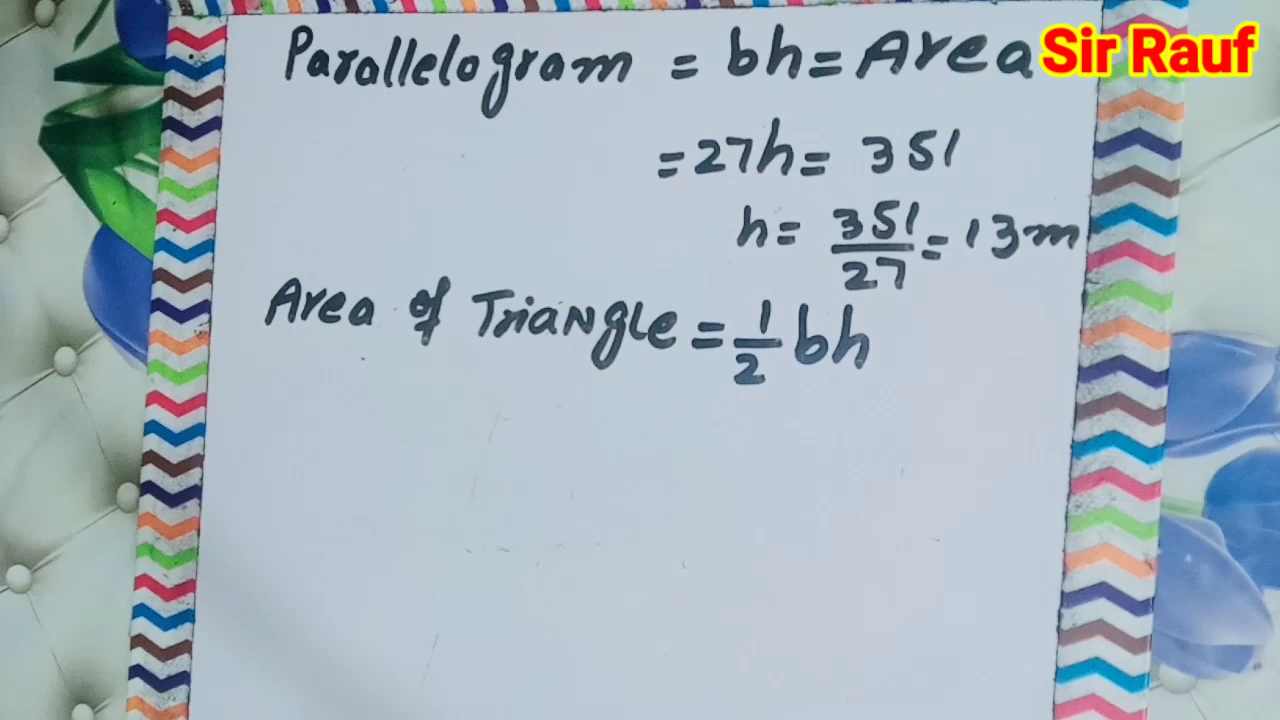 Parallelogram = bh = Area
Sir Rauf
= 27h = 351
h = 351/27 = 13m
Area of Triangle = 1/2 bh